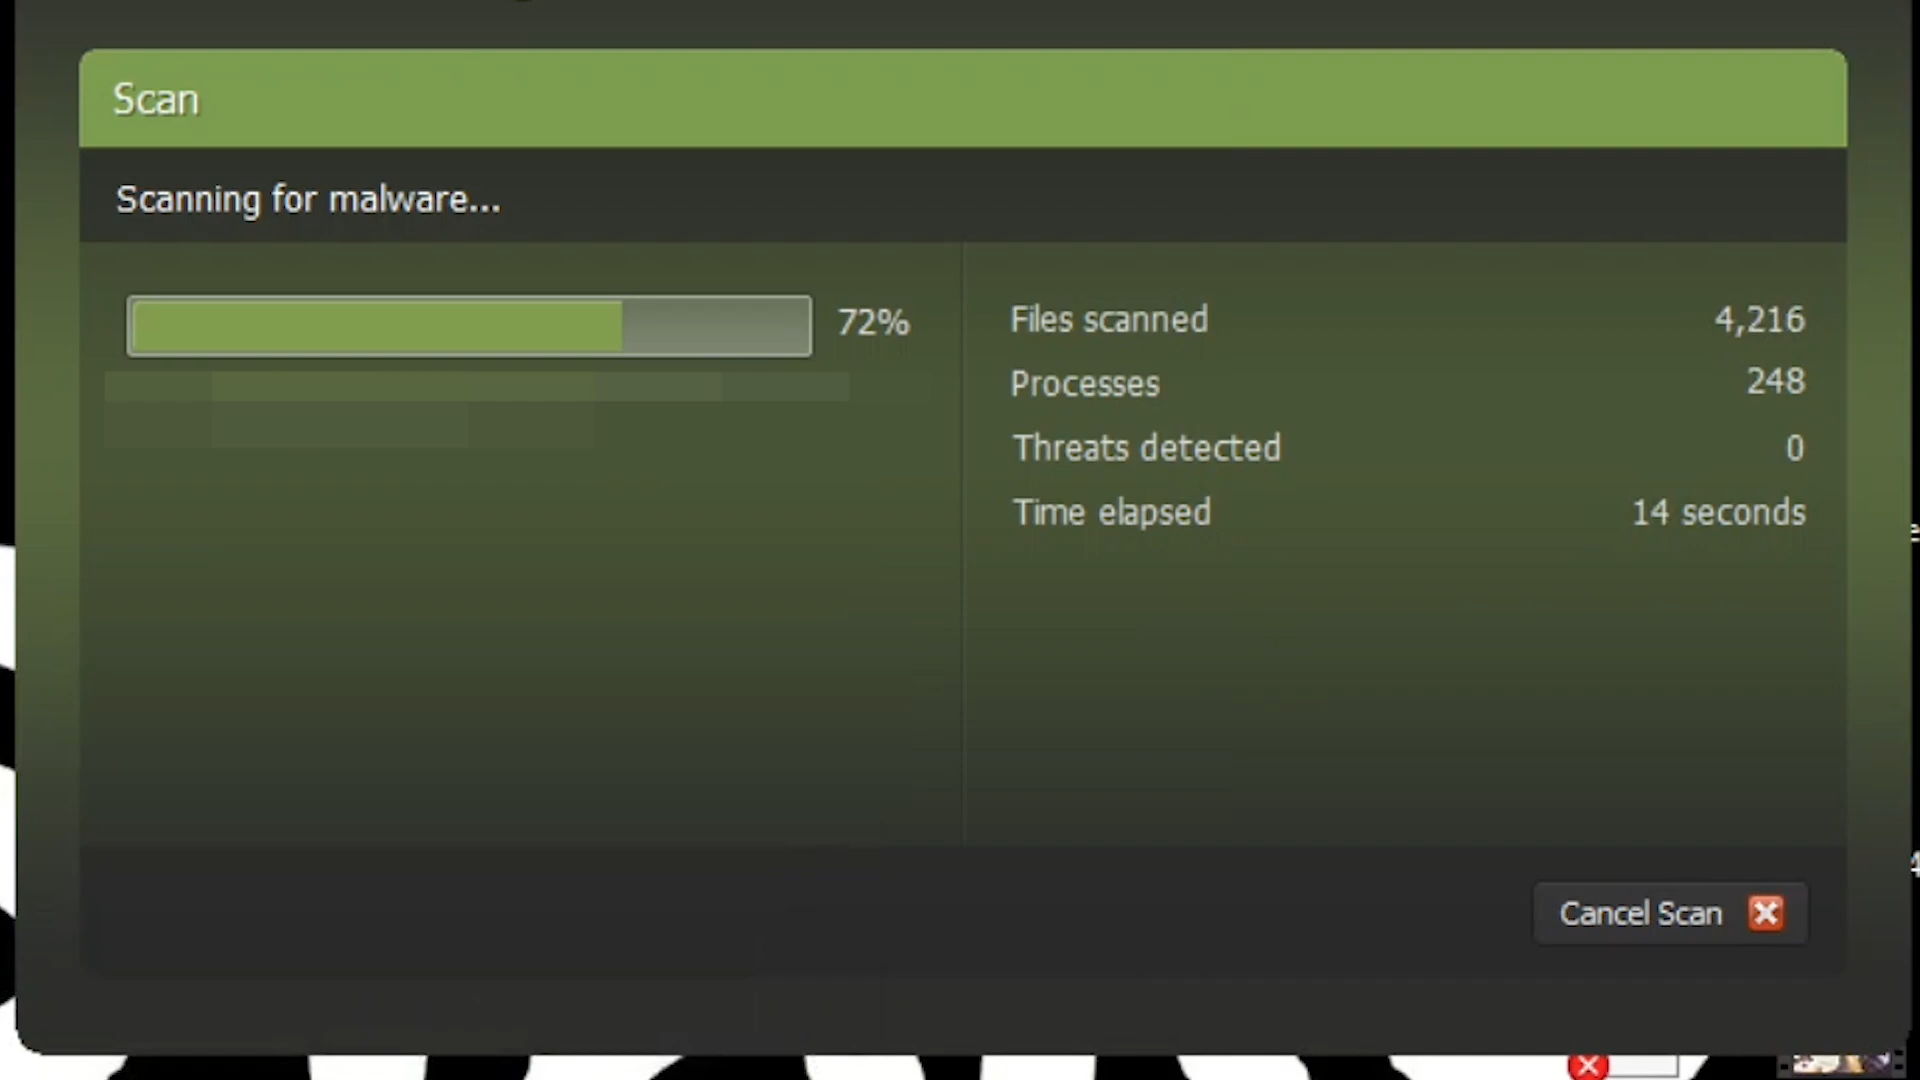 Scan
Scanning for malware...
72%
Files scanned 4,216
Processes 248
Threats detected 0
Time elapsed 14 seconds
Cancel Scan